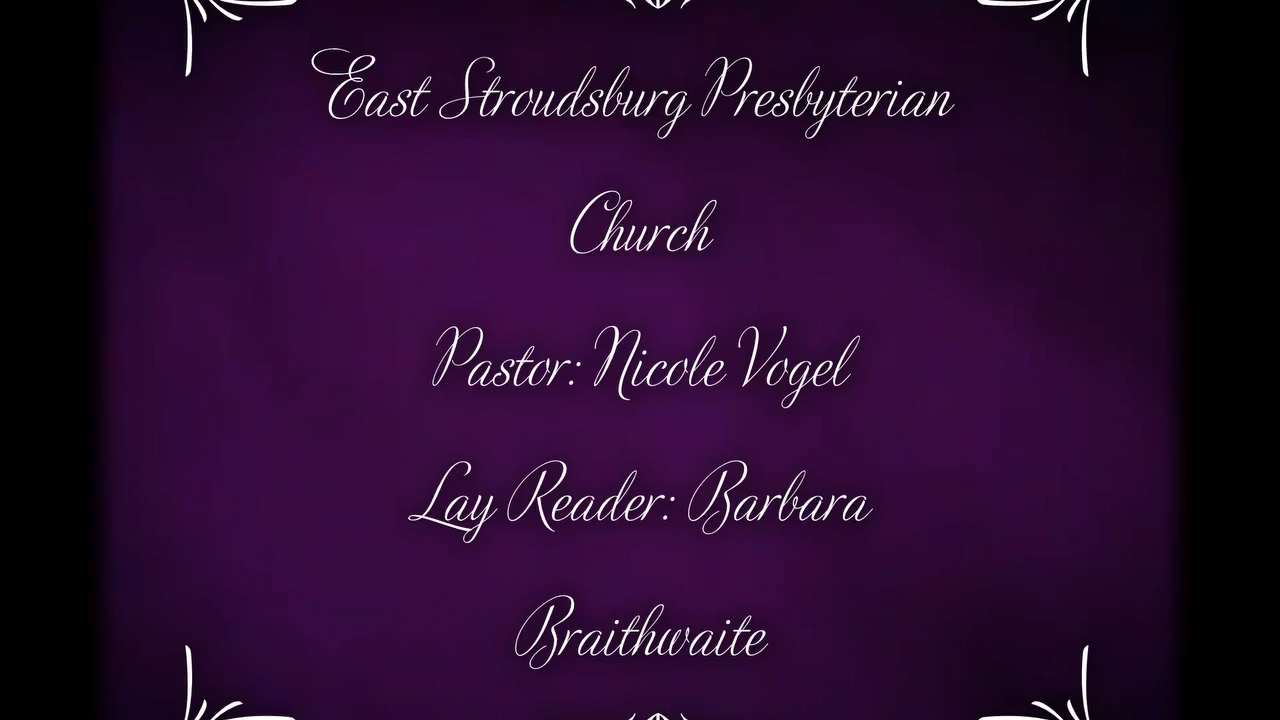 East Stroudsburg Presbyterian
Church
Pastor: Nicole Vogel
Lay Reader: Barbara
Braithwaite